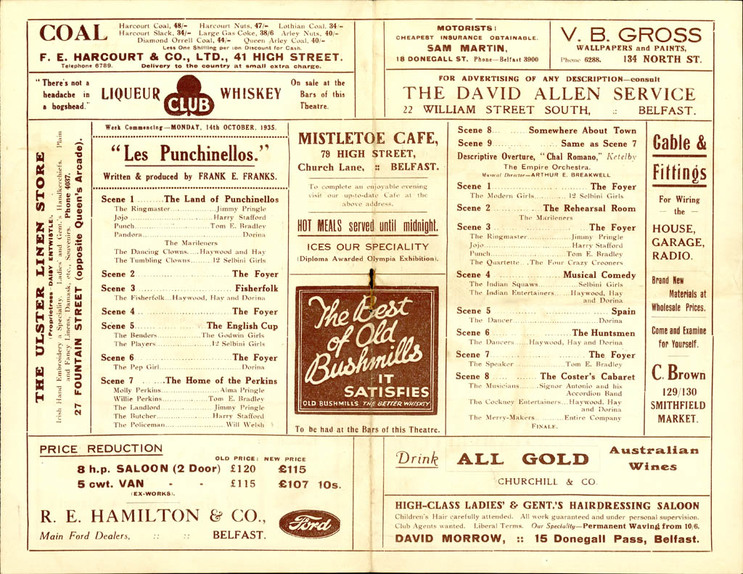 COAL
Harcourt Coal, 48/- Harcourt Nuts, 47/- Lothian Coal, 34/-
Harcourt Slack, 34/- Large Gas Coke, 38/6 Arley Nuts, 40/-
Diamond Orrell Coal, 44/- Queen Arley Coal, 40/-
Less One Shilling per ton Discount for Cash.
F. E. HARCOURT & CO., LTD., 41 HIGH STREET.
Telephone 6789. Delivery to the country at small extra charge.
"There's not a
headache in
a hogshead."
LIQUEUR CLUB WHISKEY
On sale at the
Bars of this
Theatre.
MOTORISTS:
CHEAPEST INSURANCE OBTAINABLE.
SAM MARTIN,
18 DONEGALL ST. Phone—Belfast 3000
V. B. GROSS
WALLPAPERS and PAINTS,
Phone 6288. 134 NORTH ST.
FOR ADVERTISING OF ANY DESCRIPTION—consult
THE DAVID ALLEN SERVICE
22 WILLIAM STREET SOUTH, :: BELFAST.
THE ULSTER LINEN STORE
(Proprietress DAISY ENTWISTLE).
Irish Hand Embroidery a Speciality, Ladies' and Gent.'s Handkerchiefs, Plain
and Fancy Linens, Damask, etc., Souvenirs. Phone 4037.
27 FOUNTAIN STREET (opposite Queen's Arcade).
Week Commencing—MONDAY, 14th OCTOBER, 1935.
"Les Punchinellos."
Written & produced by FRANK E. FRANKS.
Scene 1 The Land of Punchinellos
The Ringmaster Jimmy Pringle
Jojo Harry Stafford
Punch Tom E. Bradley
Pandora Dorina
The Marileners
The Dancing Clowns Haywood and Hay
The Tumbling Clowns 12 Selbini Girls
Scene 2 The Foyer
Scene 3 Fisherfolk
The Fisherfolk Haywood, Hay and Dorina
Scene 4 The Foyer
Scene 5 The English Cup
The Benders The Godwin Girls
The Players 12 Selbini Girls
Scene 6 The Foyer
The Pep Girl Dorina
Scene 7 The Home of the Perkins
Molly Perkins Alma Pringle
Willie Perkins Tom E. Bradley
The Landlord Jimmy Pringle
The Butcher Harry Stafford
The Policeman Will Welsh
MISTLETOE CAFE,
79 HIGH STREET,
Church Lane, :: BELFAST.
To complete an enjoyable evening
visit our up-to-date Cafe at the
above address.
HOT MEALS served until midnight.
ICES OUR SPECIALITY
(Diploma Awarded Olympia Exhibition).
The Best
of Old
Bushmills
IT
SATISFIES
OLD BUSHMILLS, THE BETTER WHISKY
To be had at the Bars of this Theatre.
Scene 8 Somewhere About Town
Scene 9 Same as Scene 7
Descriptive Overture, "Chal Romano," Ketelby
The Empire Orchestra.
Musical Director—ARTHUR E. BREAKWELL
Scene 1 The Foyer
The Modern Girls 12 Selbini Girls
Scene 2 The Rehearsal Room
The Marileners
Scene 3 The Foyer
The Ringmaster Jimmy Pringle
Jojo Harry Stafford
Punch Tom E. Bradley
The Quartette The Four Crazy Crooners
Scene 4 Musical Comedy
The Indian Squaws Selbini Girls
The Indian Entertainers Haywood, Hay
and Dorina
Scene 5 Spain
The Dancer Dorina
Scene 6 The Huntsmen
The Dancers Haywood, Hay and Dorina
Scene 7 The Foyer
The Speaker Tom E. Bradley
Scene 8 The Coster's Cabaret
The Musicians Signor Antonio and his
Accordion Band
The Cockney Entertainers Haywood, Hay
and Dorina
The Merry-Makers Entire Company
FINALE.
Cable &
Fittings
For Wiring
the
HOUSE,
GARAGE,
RADIO.
Brand New
Materials at
Wholesale Prices.
Come and Examine
for Yourself.
C. Brown
129/130
SMITHFIELD
MARKET.
PRICE REDUCTION
OLD PRICE: NEW PRICE
8 h.p. SALOON (2 Door) £120 £115
5 cwt. VAN - - £115 £107 10s.
(EX-WORKS).
R. E. HAMILTON & CO.,
Main Ford Dealers, :: :: BELFAST.
Ford
Drink ALL GOLD Australian
Wines
CHURCHILL & CO.
HIGH-CLASS LADIES' & GENT.'S HAIRDRESSING SALOON
Children's Hair carefully attended. All work guaranteed and under personal supervision.
Club Agents wanted. Liberal Terms. Our Speciality—Permanent Waving from 10/6.
DAVID MORROW, :: 15 Donegall Pass, Belfast.